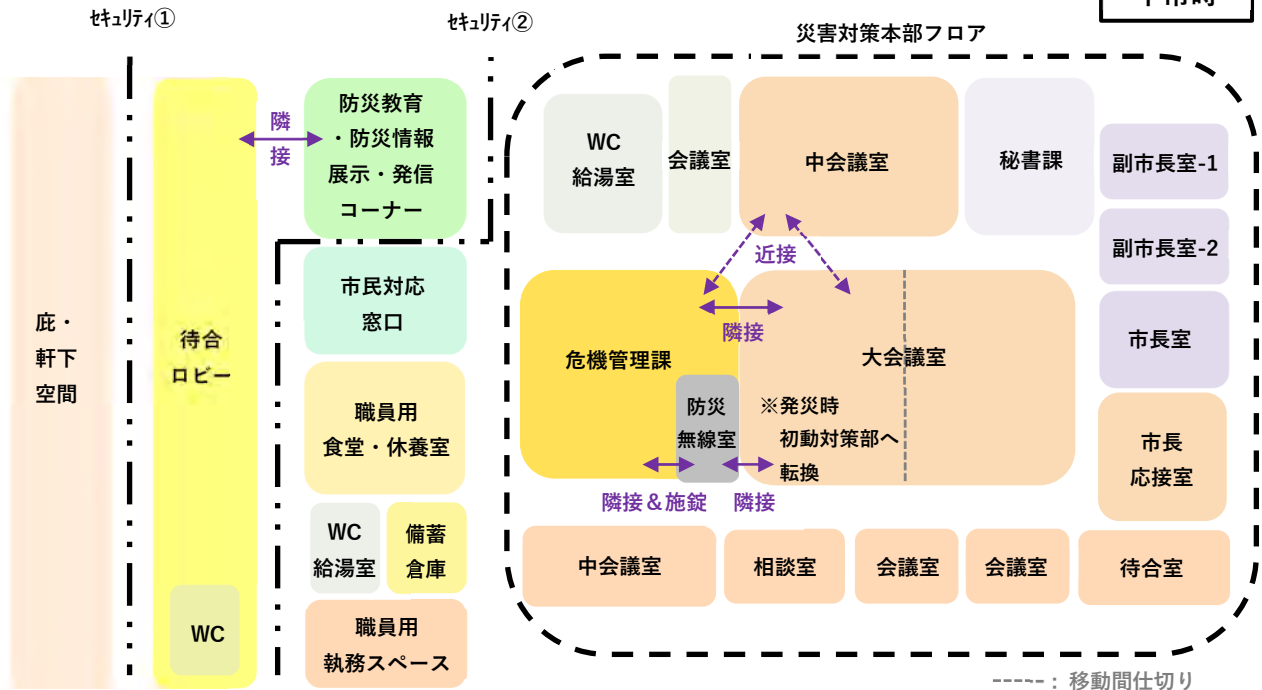 ｾｷｭﾘﾃｨ①
ｾｷｭﾘﾃｨ②
災害対策本部フロア
庇・
軒下
空間
待合
ロビー
WC
隣
接
防災教育
・防災情報
展示・発信
コーナー
市民対応
窓口
職員用
食堂・休養室
WC
給湯室
備蓄
倉庫
職員用
執務スペース
WC
給湯室
会議室
中会議室
秘書課
副市長室-1
副市長室-2
市長室
市長
応接室
近接
隣接
危機管理課
大会議室
防災
無線室
※発災時
初動対策部へ
転換
隣接＆施錠
隣接
中会議室
相談室
会議室
会議室
待合室
-----：移動間仕切り